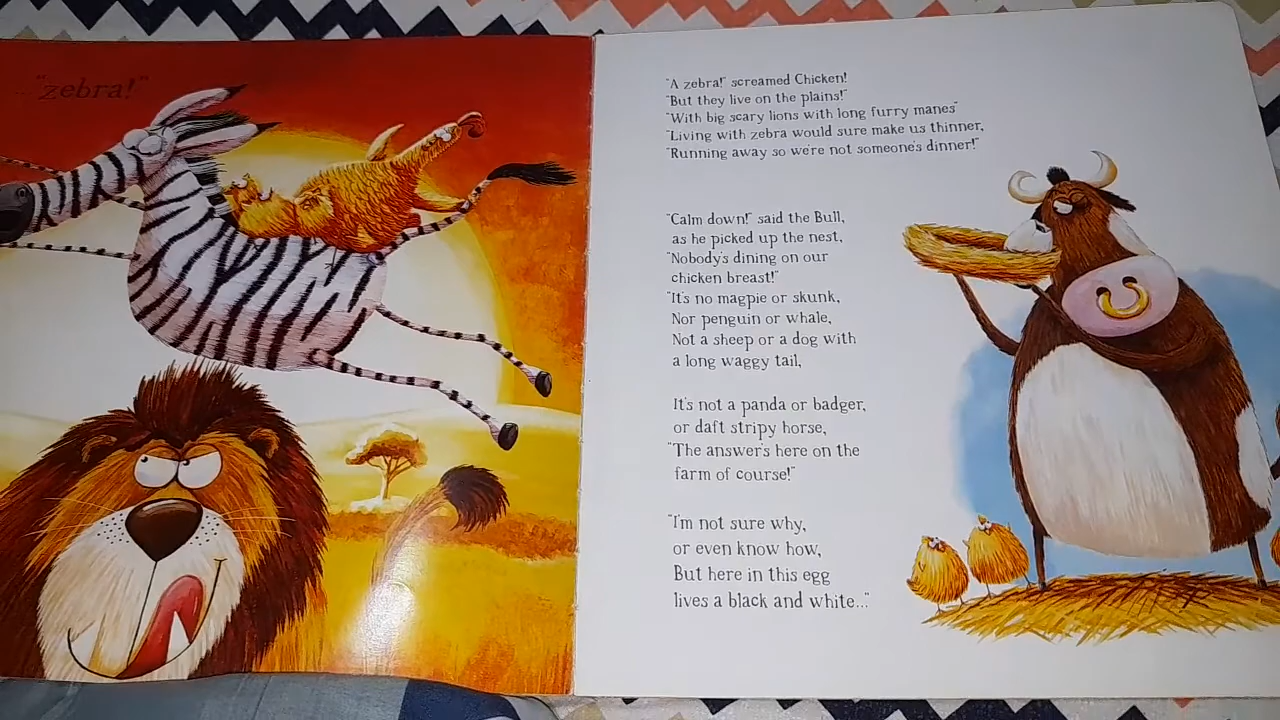 ..."zebra!"
"A zebra!" screamed Chicken!
"But they live on the plains!"
"With big scary lions with long furry manes"
"Living with zebra would sure make us thinner,
"Running away so we're not someone's dinner!"
"Calm down!" said the Bull,
as he picked up the nest,
"Nobody's dining on our
chicken breast!"
"It's no magpie or skunk,
Nor penguin or whale,
Not a sheep or a dog with
a long waggy tail,
It's not a panda or badger,
or daft stripy horse,
"The answer's here on the
farm of course!"
"I'm not sure why,
or even know how,
But here in this egg
lives a black and white..."